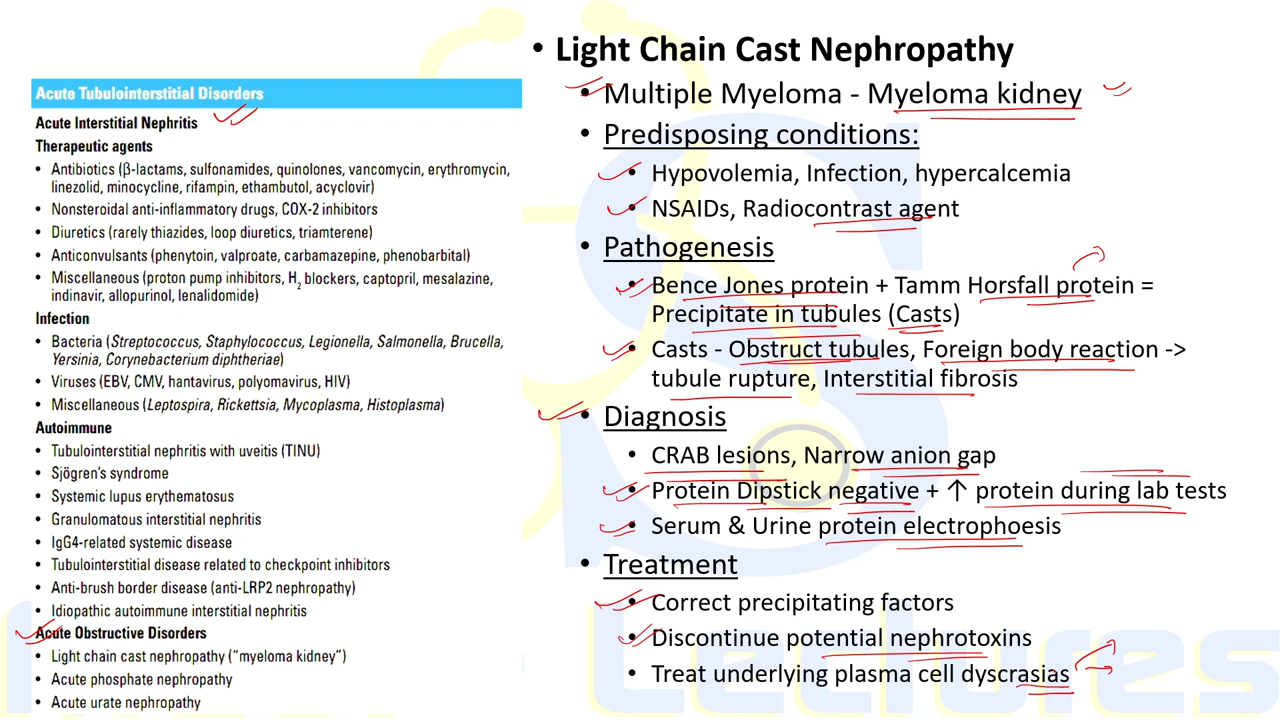 Acute Tubulointerstitial Disorders
Acute Interstitial Nephritis
Therapeutic agents
• Antibiotics (β-lactams, sulfonamides, quinolones, vancomycin, erythromycin,
linezolid, minocycline, rifampin, ethambutol, acyclovir)
• Nonsteroidal anti-inflammatory drugs, COX-2 inhibitors
• Diuretics (rarely thiazides, loop diuretics, triamterene)
• Anticonvulsants (phenytoin, valproate, carbamazepine, phenobarbital)
• Miscellaneous (proton pump inhibitors, H2 blockers, captopril, mesalazine,
indinavir, allopurinol, lenalidomide)
Infection
• Bacteria (Streptococcus, Staphylococcus, Legionella, Salmonella, Brucella,
Yersinia, Corynebacterium diphtheriae)
• Viruses (EBV, CMV, hantavirus, polyomavirus, HIV)
• Miscellaneous (Leptospira, Rickettsia, Mycoplasma, Histoplasma)
Autoimmune
• Tubulointerstitial nephritis with uveitis (TINU)
• Sjögren's syndrome
• Systemic lupus erythematosus
• Granulomatous interstitial nephritis
• IgG4-related systemic disease
• Tubulointerstitial disease related to checkpoint inhibitors
• Anti-brush border disease (anti-LRP2 nephropathy)
• Idiopathic autoimmune interstitial nephritis
Acute Obstructive Disorders
• Light chain cast nephropathy ("myeloma kidney")
• Acute phosphate nephropathy
• Acute urate nephropathy
• Light Chain Cast Nephropathy
• Multiple Myeloma - Myeloma kidney
• Predisposing conditions:
• Hypovolemia, Infection, hypercalcemia
• NSAIDs, Radiocontrast agent
• Pathogenesis
• Bence Jones protein + Tamm Horsfall protein =
Precipitate in tubules (Casts)
• Casts - Obstruct tubules, Foreign body reaction ->
tubule rupture, Interstitial fibrosis
• Diagnosis
• CRAB lesions, Narrow anion gap
• Protein Dipstick negative + ↑ protein during lab tests
• Serum & Urine protein electrophoesis
• Treatment
• Correct precipitating factors
• Discontinue potential nephrotoxins
• Treat underlying plasma cell dyscrasias
Lectures